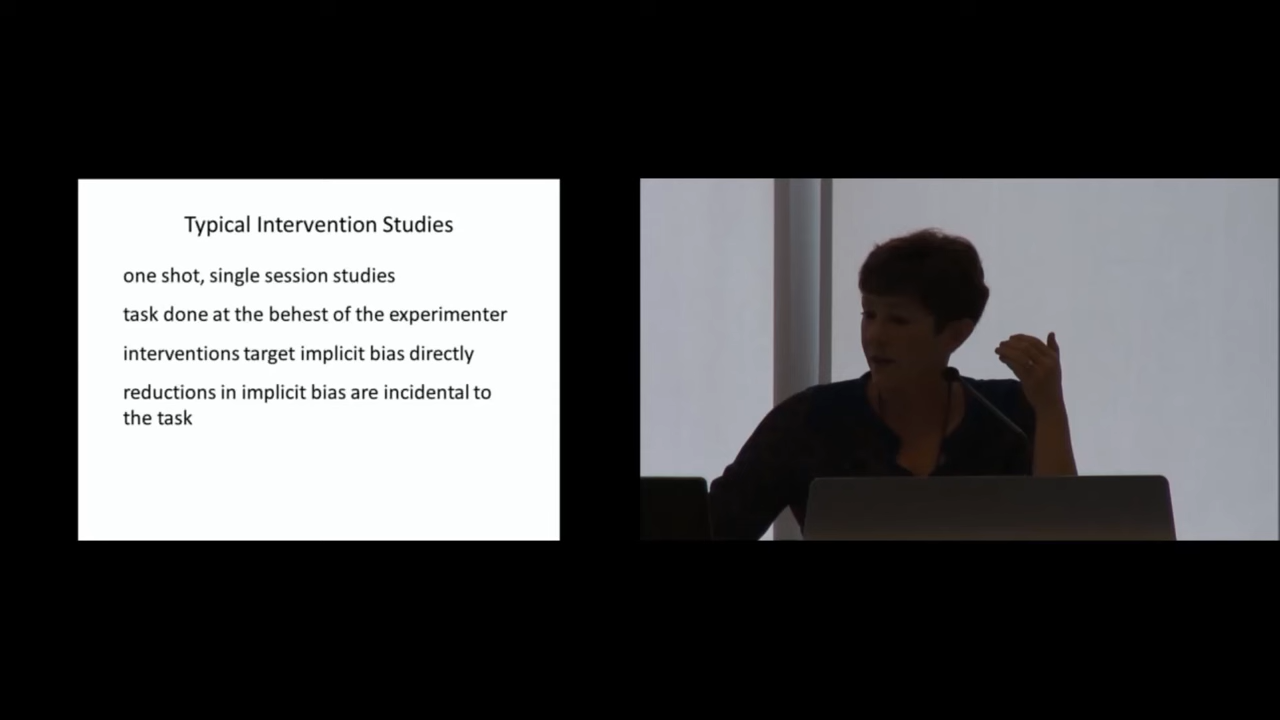 Typical Intervention Studies
one shot, single session studies
task done at the behest of the experimenter
interventions target implicit bias directly
reductions in implicit bias are incidental to
the task